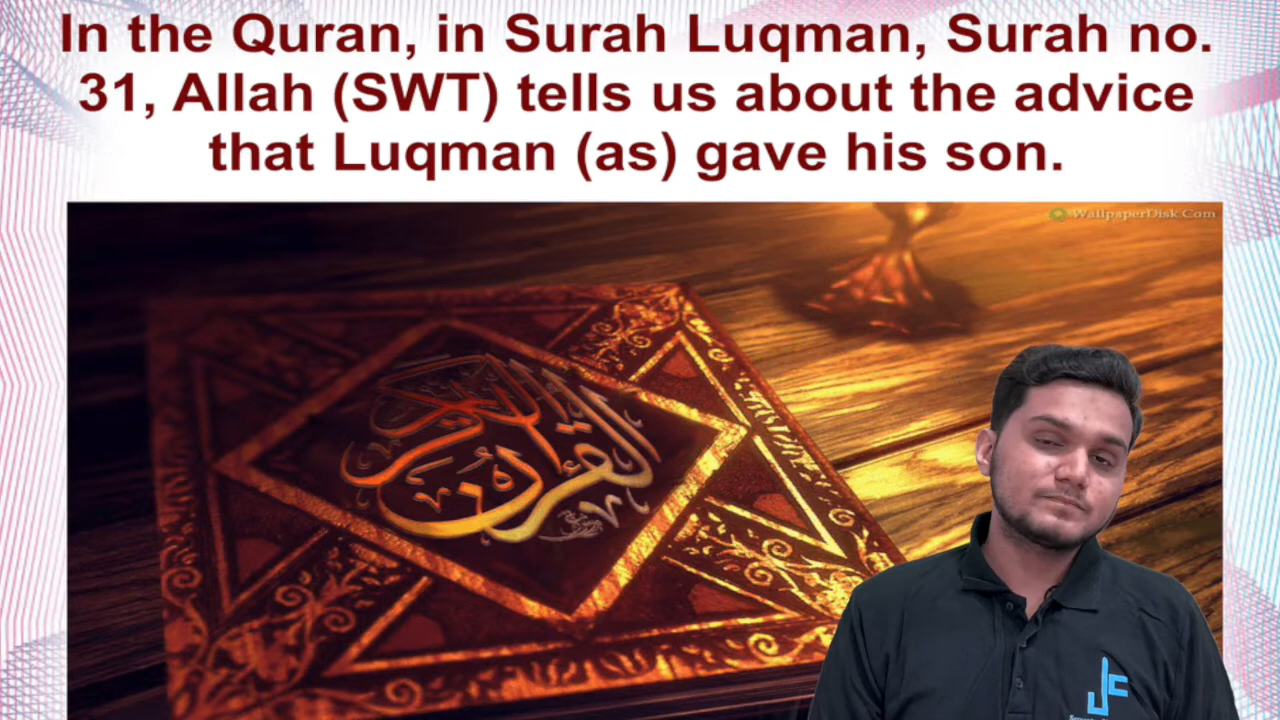 In the Quran, in Surah Luqman, Surah no.
31, Allah (SWT) tells us about the advice
that Luqman (as) gave his son.
WallpaperDisk.Com
القرآن الكريم
JC